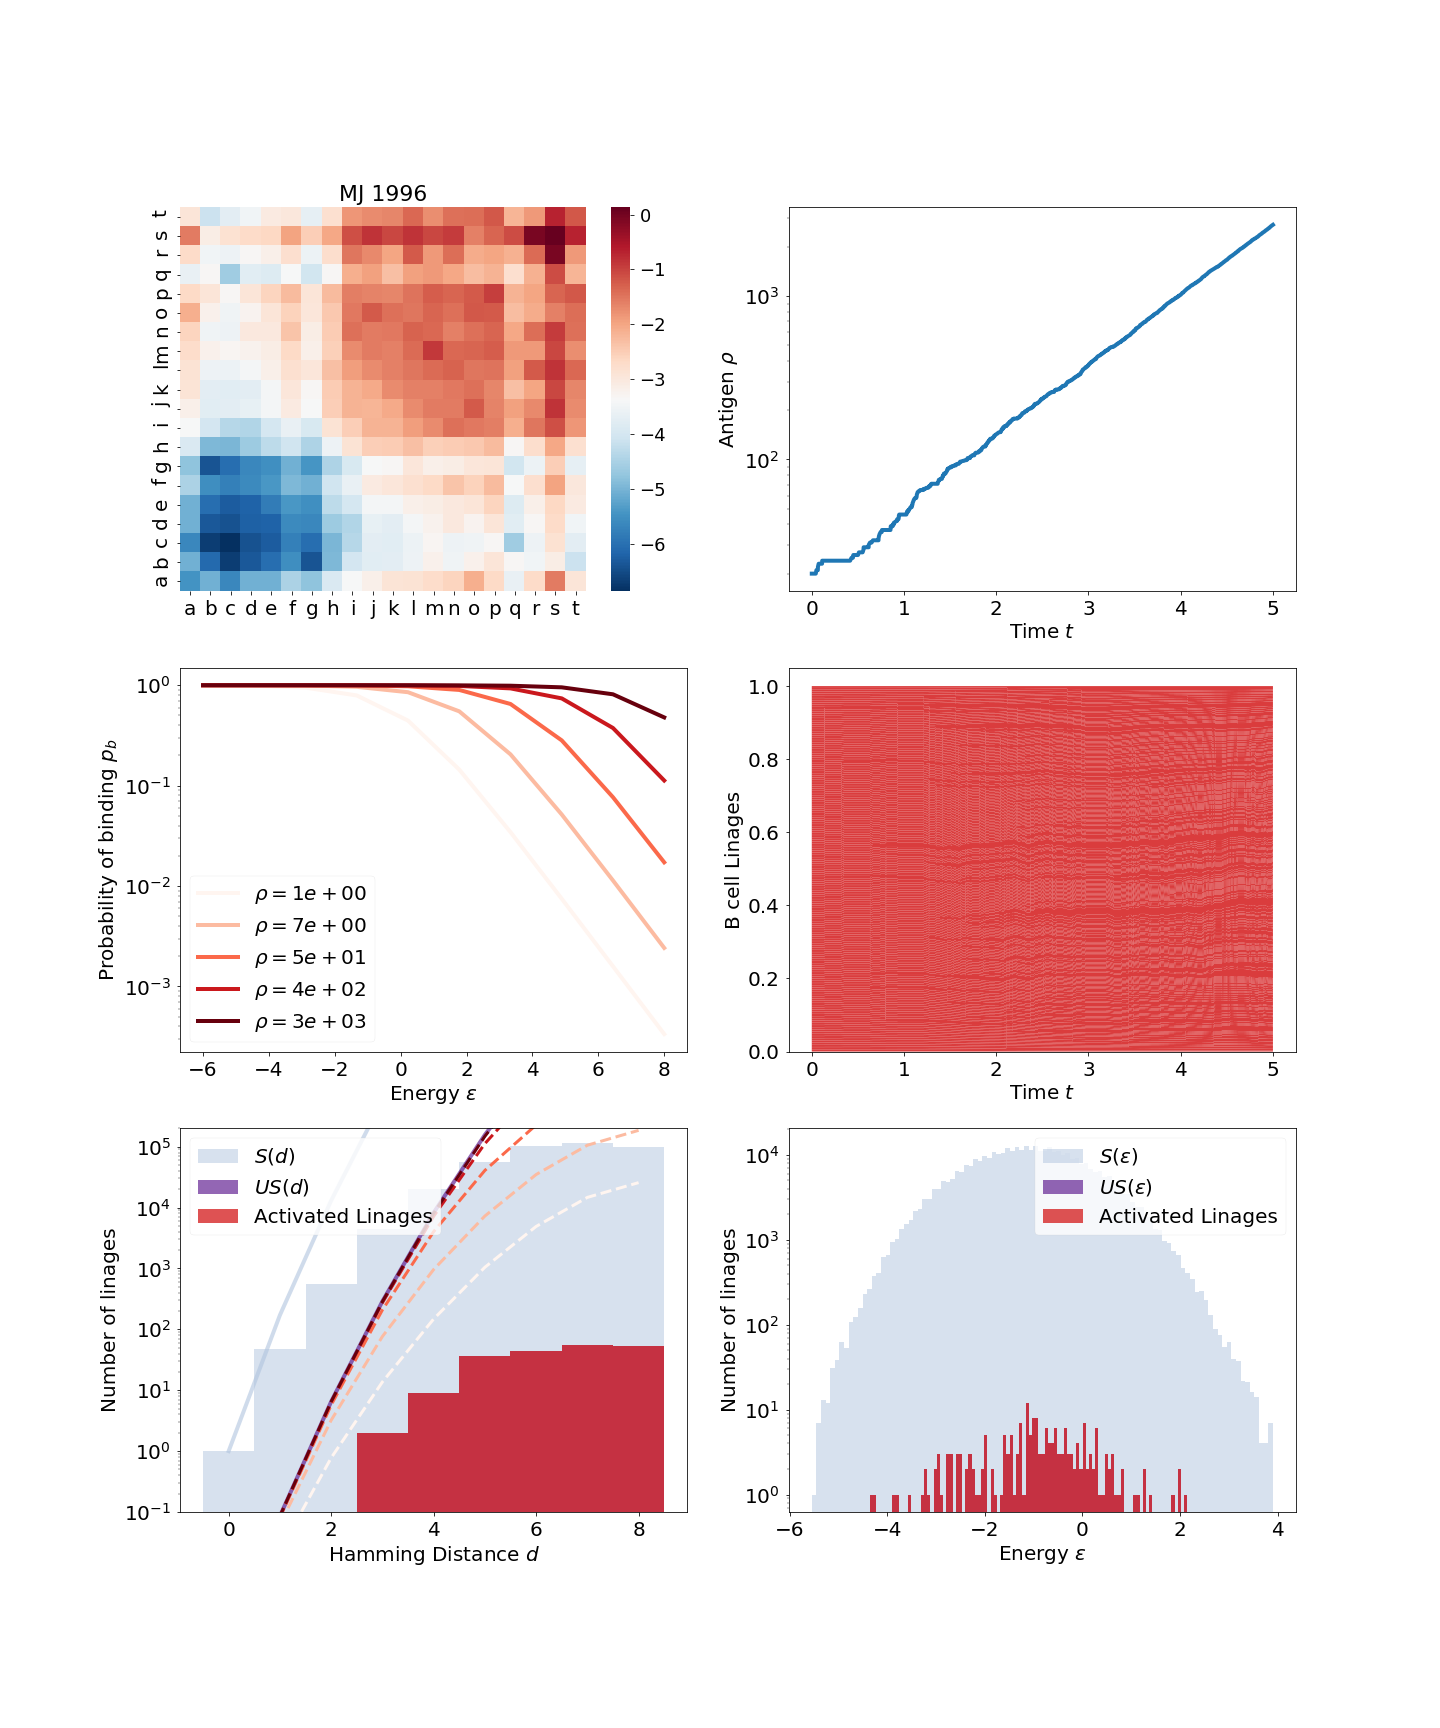 MJ 1996
t
s
r
q
p
o
n
m
l
k
j
i
h
g
f
e
d
c
b
a
a b c d e f g h i j k l m n o p q r s t
0
−1
−2
−3
−4
−5
−6
Antigen ρ
10³
10²
0 1 2 3 4 5
Time t
Probability of binding p_b
10⁰
10⁻¹
10⁻²
10⁻³
ρ = 1e + 00
ρ = 7e + 00
ρ = 5e + 01
ρ = 4e + 02
ρ = 3e + 03
−6 −4 −2 0 2 4 6 8
Energy ε
B cell Linages
1.0
0.8
0.6
0.4
0.2
0.0
0 1 2 3 4 5
Time t
Number of linages
10⁵
10⁴
10³
10²
10¹
10⁰
10⁻¹
S(d)
US(d)
Activated Linages
0 2 4 6 8
Hamming Distance d
Number of linages
10⁴
10³
10²
10¹
10⁰
S(ε)
US(ε)
Activated Linages
−6 −4 −2 0 2 4
Energy ε